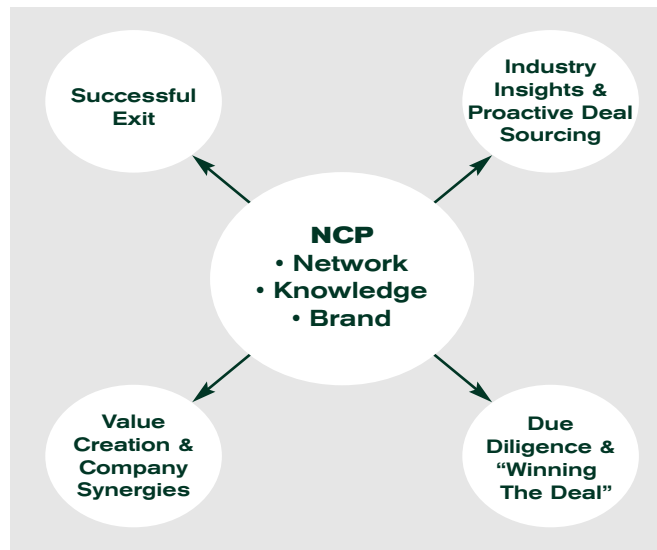 Successful
Exit
Industry
Insights &
Proactive Deal
Sourcing
NCP
• Network
• Knowledge
• Brand
Value
Creation &
Company
Synergies
Due
Diligence &
“Winning
The Deal”